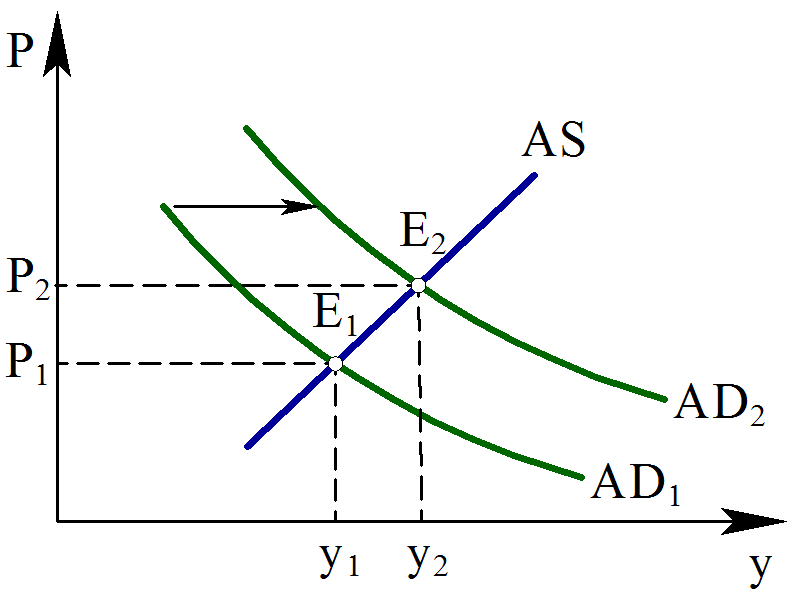 P
AS
E₂
P₂
E₁
P₁
AD₂
AD₁
y₁
y₂
y